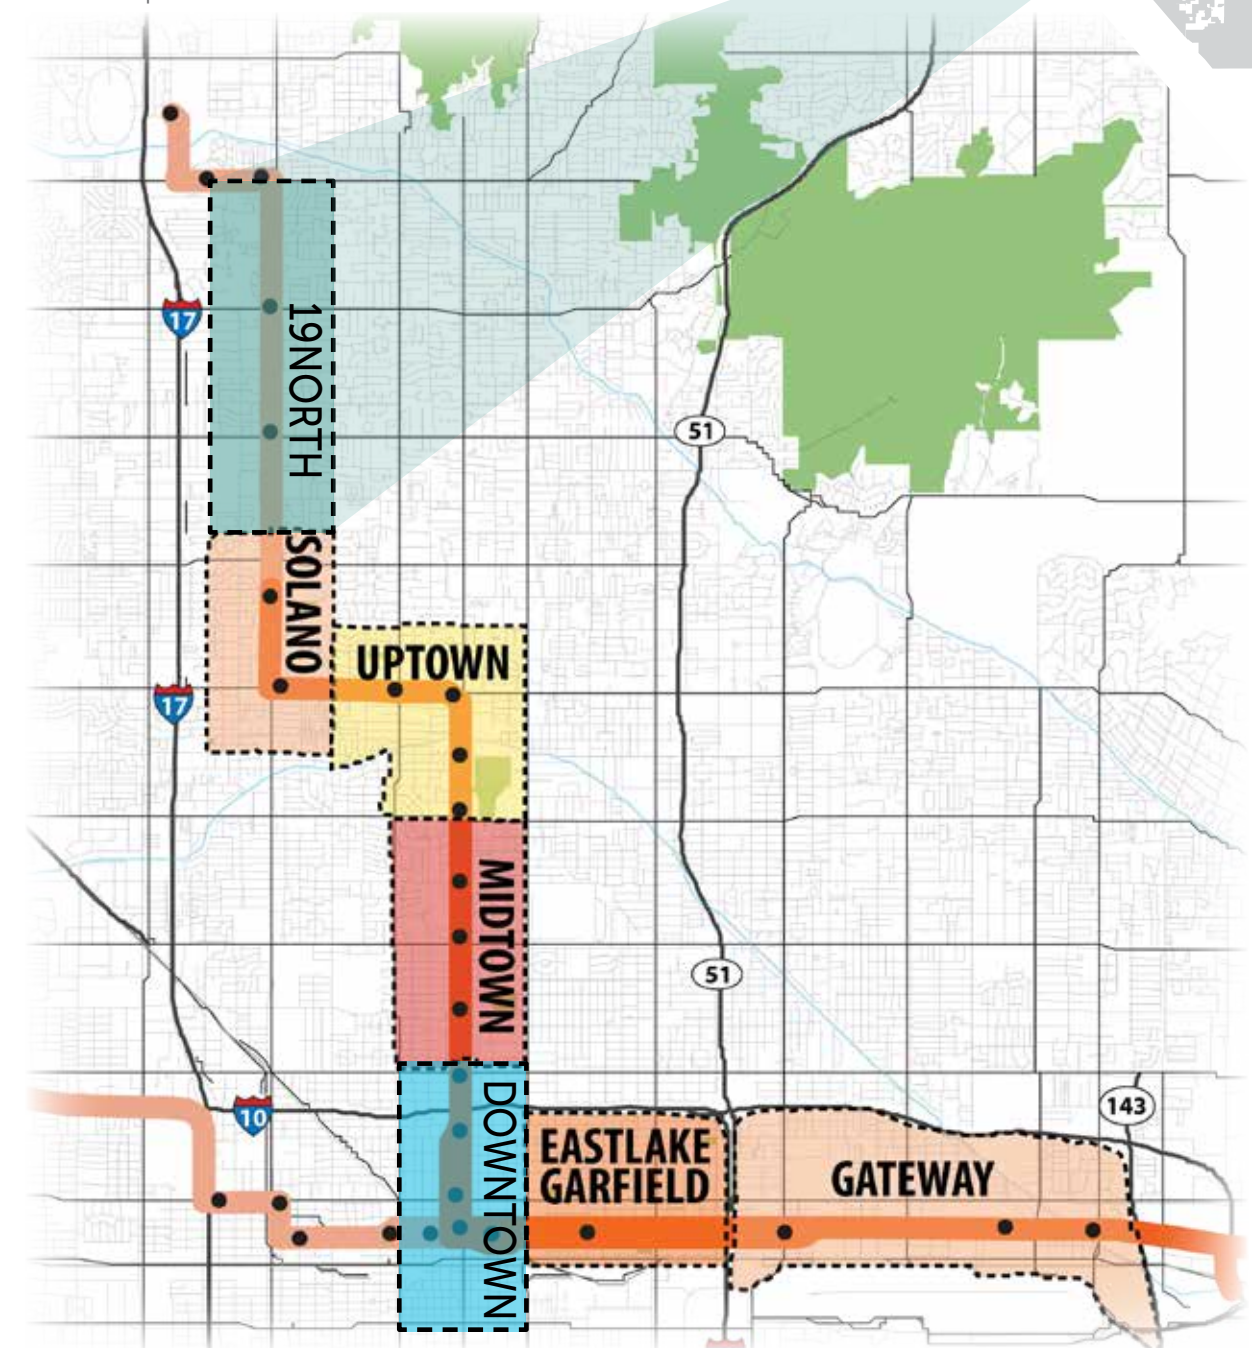 17
19NORTH
51
SOLANO
UPTOWN
17
MIDTOWN
51
10
DOWNTOWN
EASTLAKE
GARFIELD
GATEWAY
143